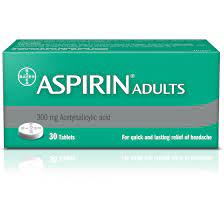 BAYER
ASPIRIN® ADULTS
300 mg Acetylsalicylic acid
30 Tablets
For quick and lasting relief of headache